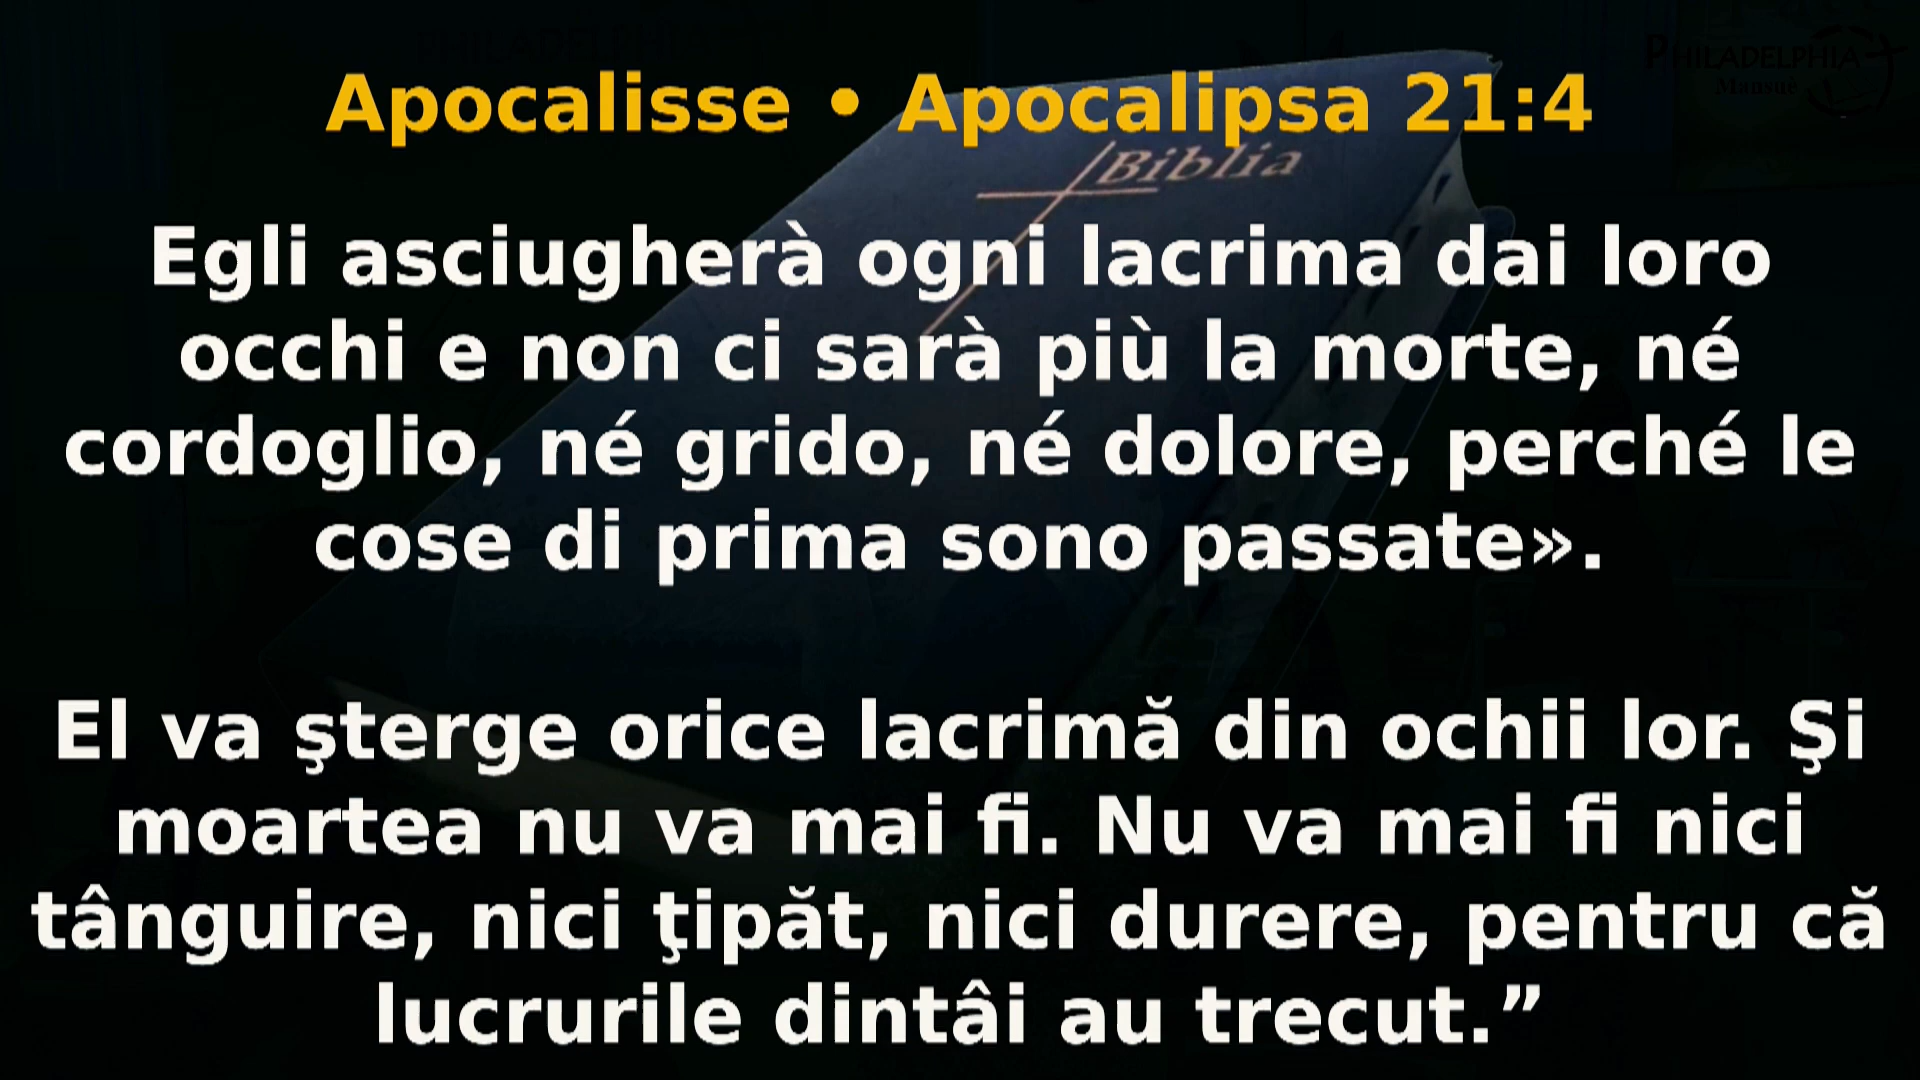 PHILADELPHIA
Mansuè
Apocalisse • Apocalipsa 21:4
Biblia
Egli asciugherà ogni lacrima dai loro
occhi e non ci sarà più la morte, né
cordoglio, né grido, né dolore, perché le
cose di prima sono passate».
El va şterge orice lacrimă din ochii lor. Şi
moartea nu va mai fi. Nu va mai fi nici
tânguire, nici ţipăt, nici durere, pentru că
lucrurile dintâi au trecut.”